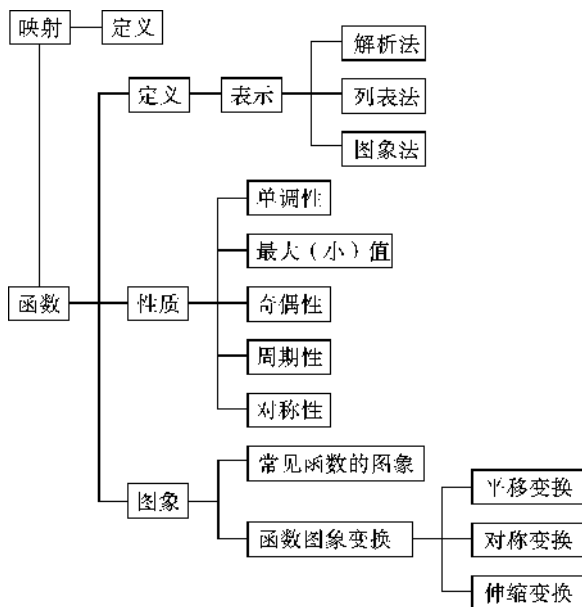 映射
定义
定义
表示
解析法
列表法
图象法
函数
性质
单调性
最大（小）值
奇偶性
周期性
对称性
图象
常见函数的图象
函数图象变换
平移变换
对称变换
伸缩变换